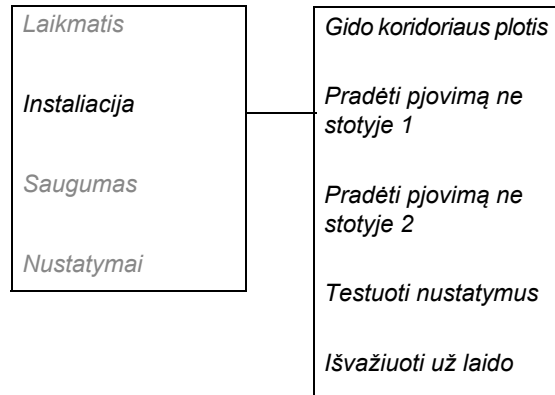 Laikmatis
Instaliacija
Saugumas
Nustatymai
Gido koridoriaus plotis
Pradėti pjovimą ne
stotyje 1
Pradėti pjovimą ne
stotyje 2
Testuoti nustatymus
Išvažiuoti už laido